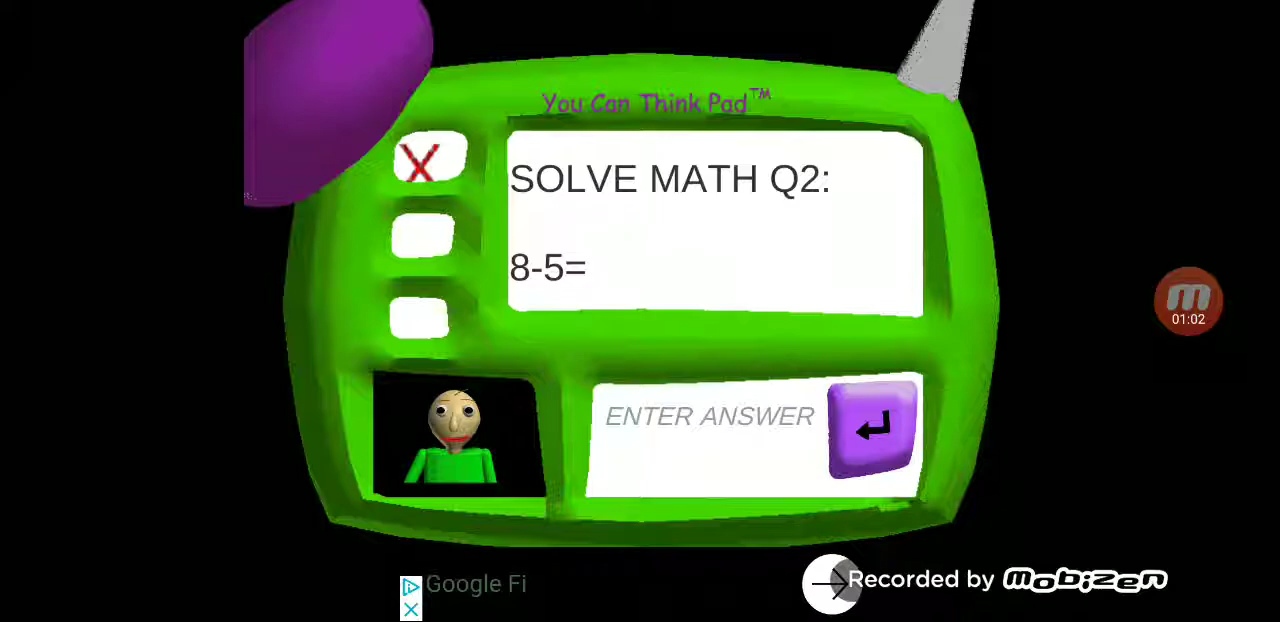 You Can Think Pad™
X
SOLVE MATH Q2:
8-5=
01:02
ENTER ANSWER
Google Fi
Recorded by MOBIZEN